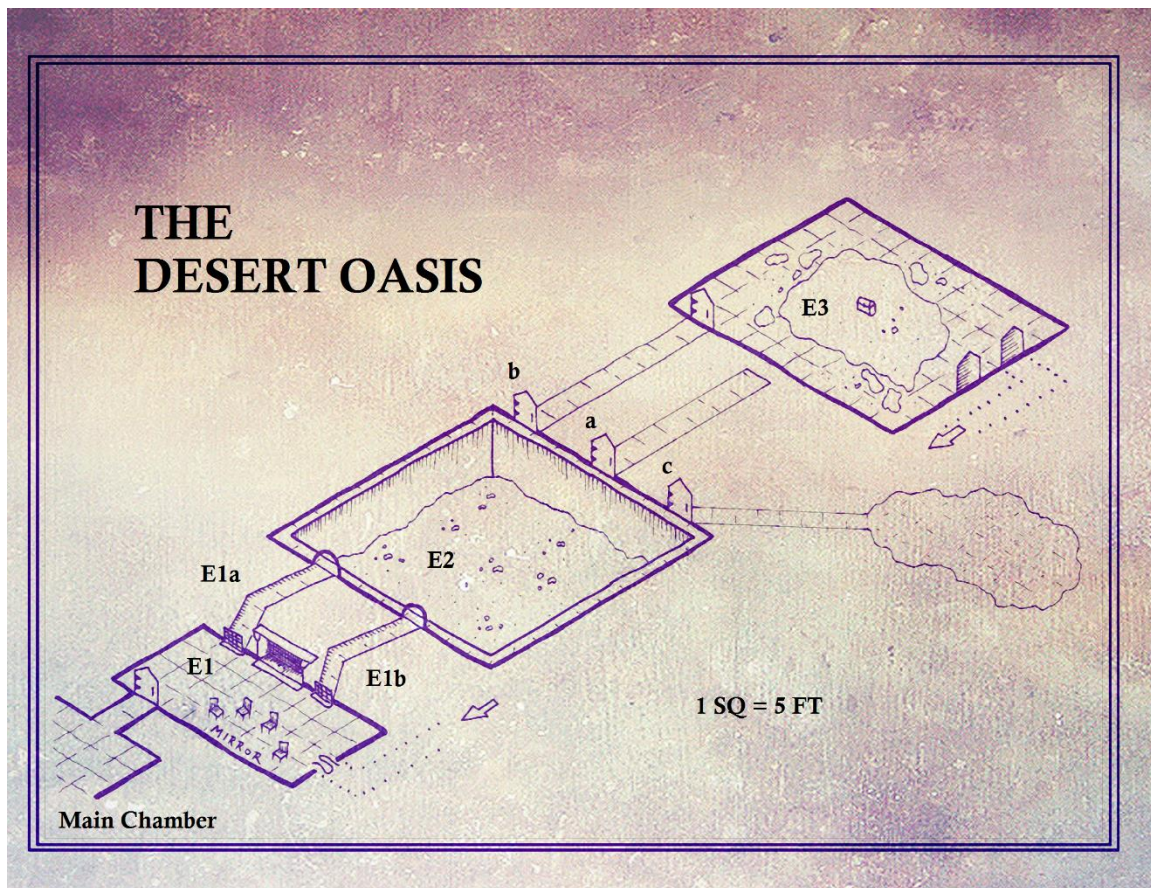 THE
DESERT OASIS
E3
b
a
c
E2
E1a
E1
E1b
1 SQ = 5 FT
MIRROR
Main Chamber